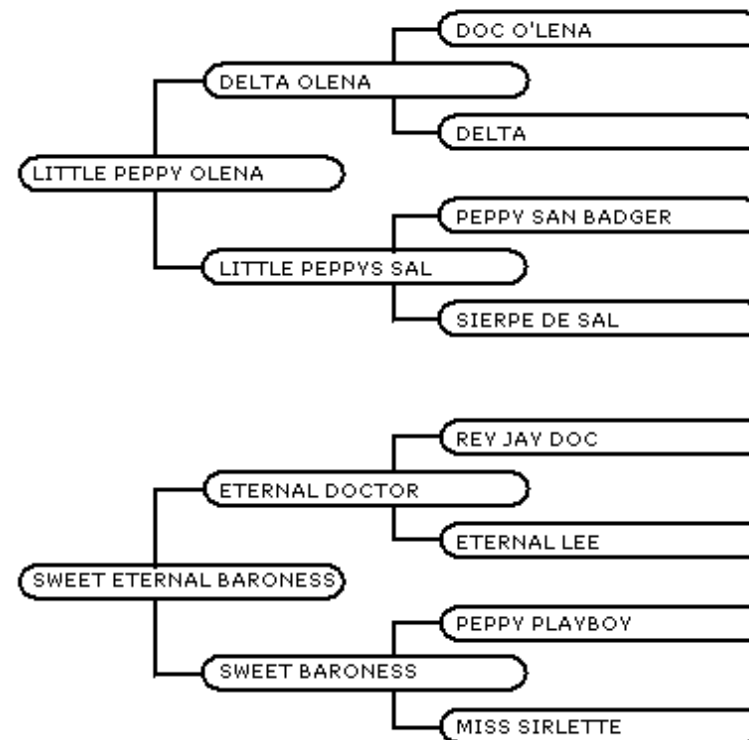 DOC O'LENA
DELTA OLENA
DELTA
LITTLE PEPPY OLENA
PEPPY SAN BADGER
LITTLE PEPPYS SAL
SIERPE DE SAL
REY JAY DOC
ETERNAL DOCTOR
ETERNAL LEE
SWEET ETERNAL BARONESS
PEPPY PLAYBOY
SWEET BARONESS
MISS SIRLETTE